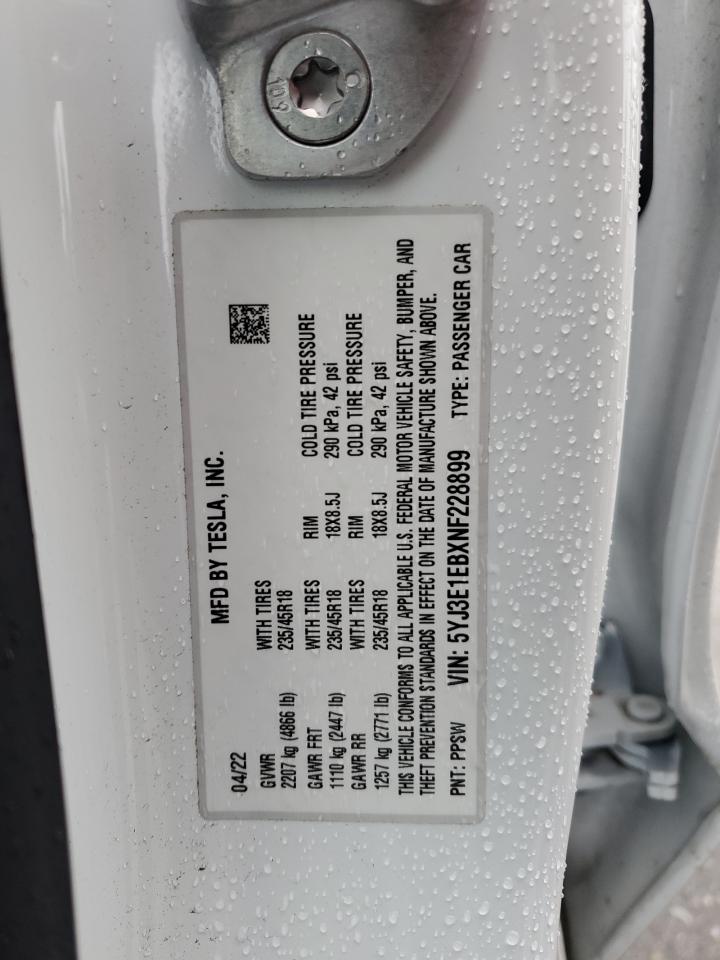 109
04/22 MFD BY TESLA, INC.
GVWR WITH TIRES
2207 kg (4866 lb) 235/45R18
GAWR FRT WITH TIRES RIM COLD TIRE PRESSURE
1110 kg (2447 lb) 235/45R18 18X8.5J 290 kPa, 42 psi
GAWR RR WITH TIRES RIM COLD TIRE PRESSURE
1257 kg (2771 lb) 235/45R18 18X8.5J 290 kPa, 42 psi
THIS VEHICLE CONFORMS TO ALL APPLICABLE U.S. FEDERAL MOTOR VEHICLE SAFETY, BUMPER, AND
THEFT PREVENTION STANDARDS IN EFFECT ON THE DATE OF MANUFACTURE SHOWN ABOVE.
PNT: PPSW VIN: 5YJ3E1EBXNF228899 TYPE: PASSENGER CAR